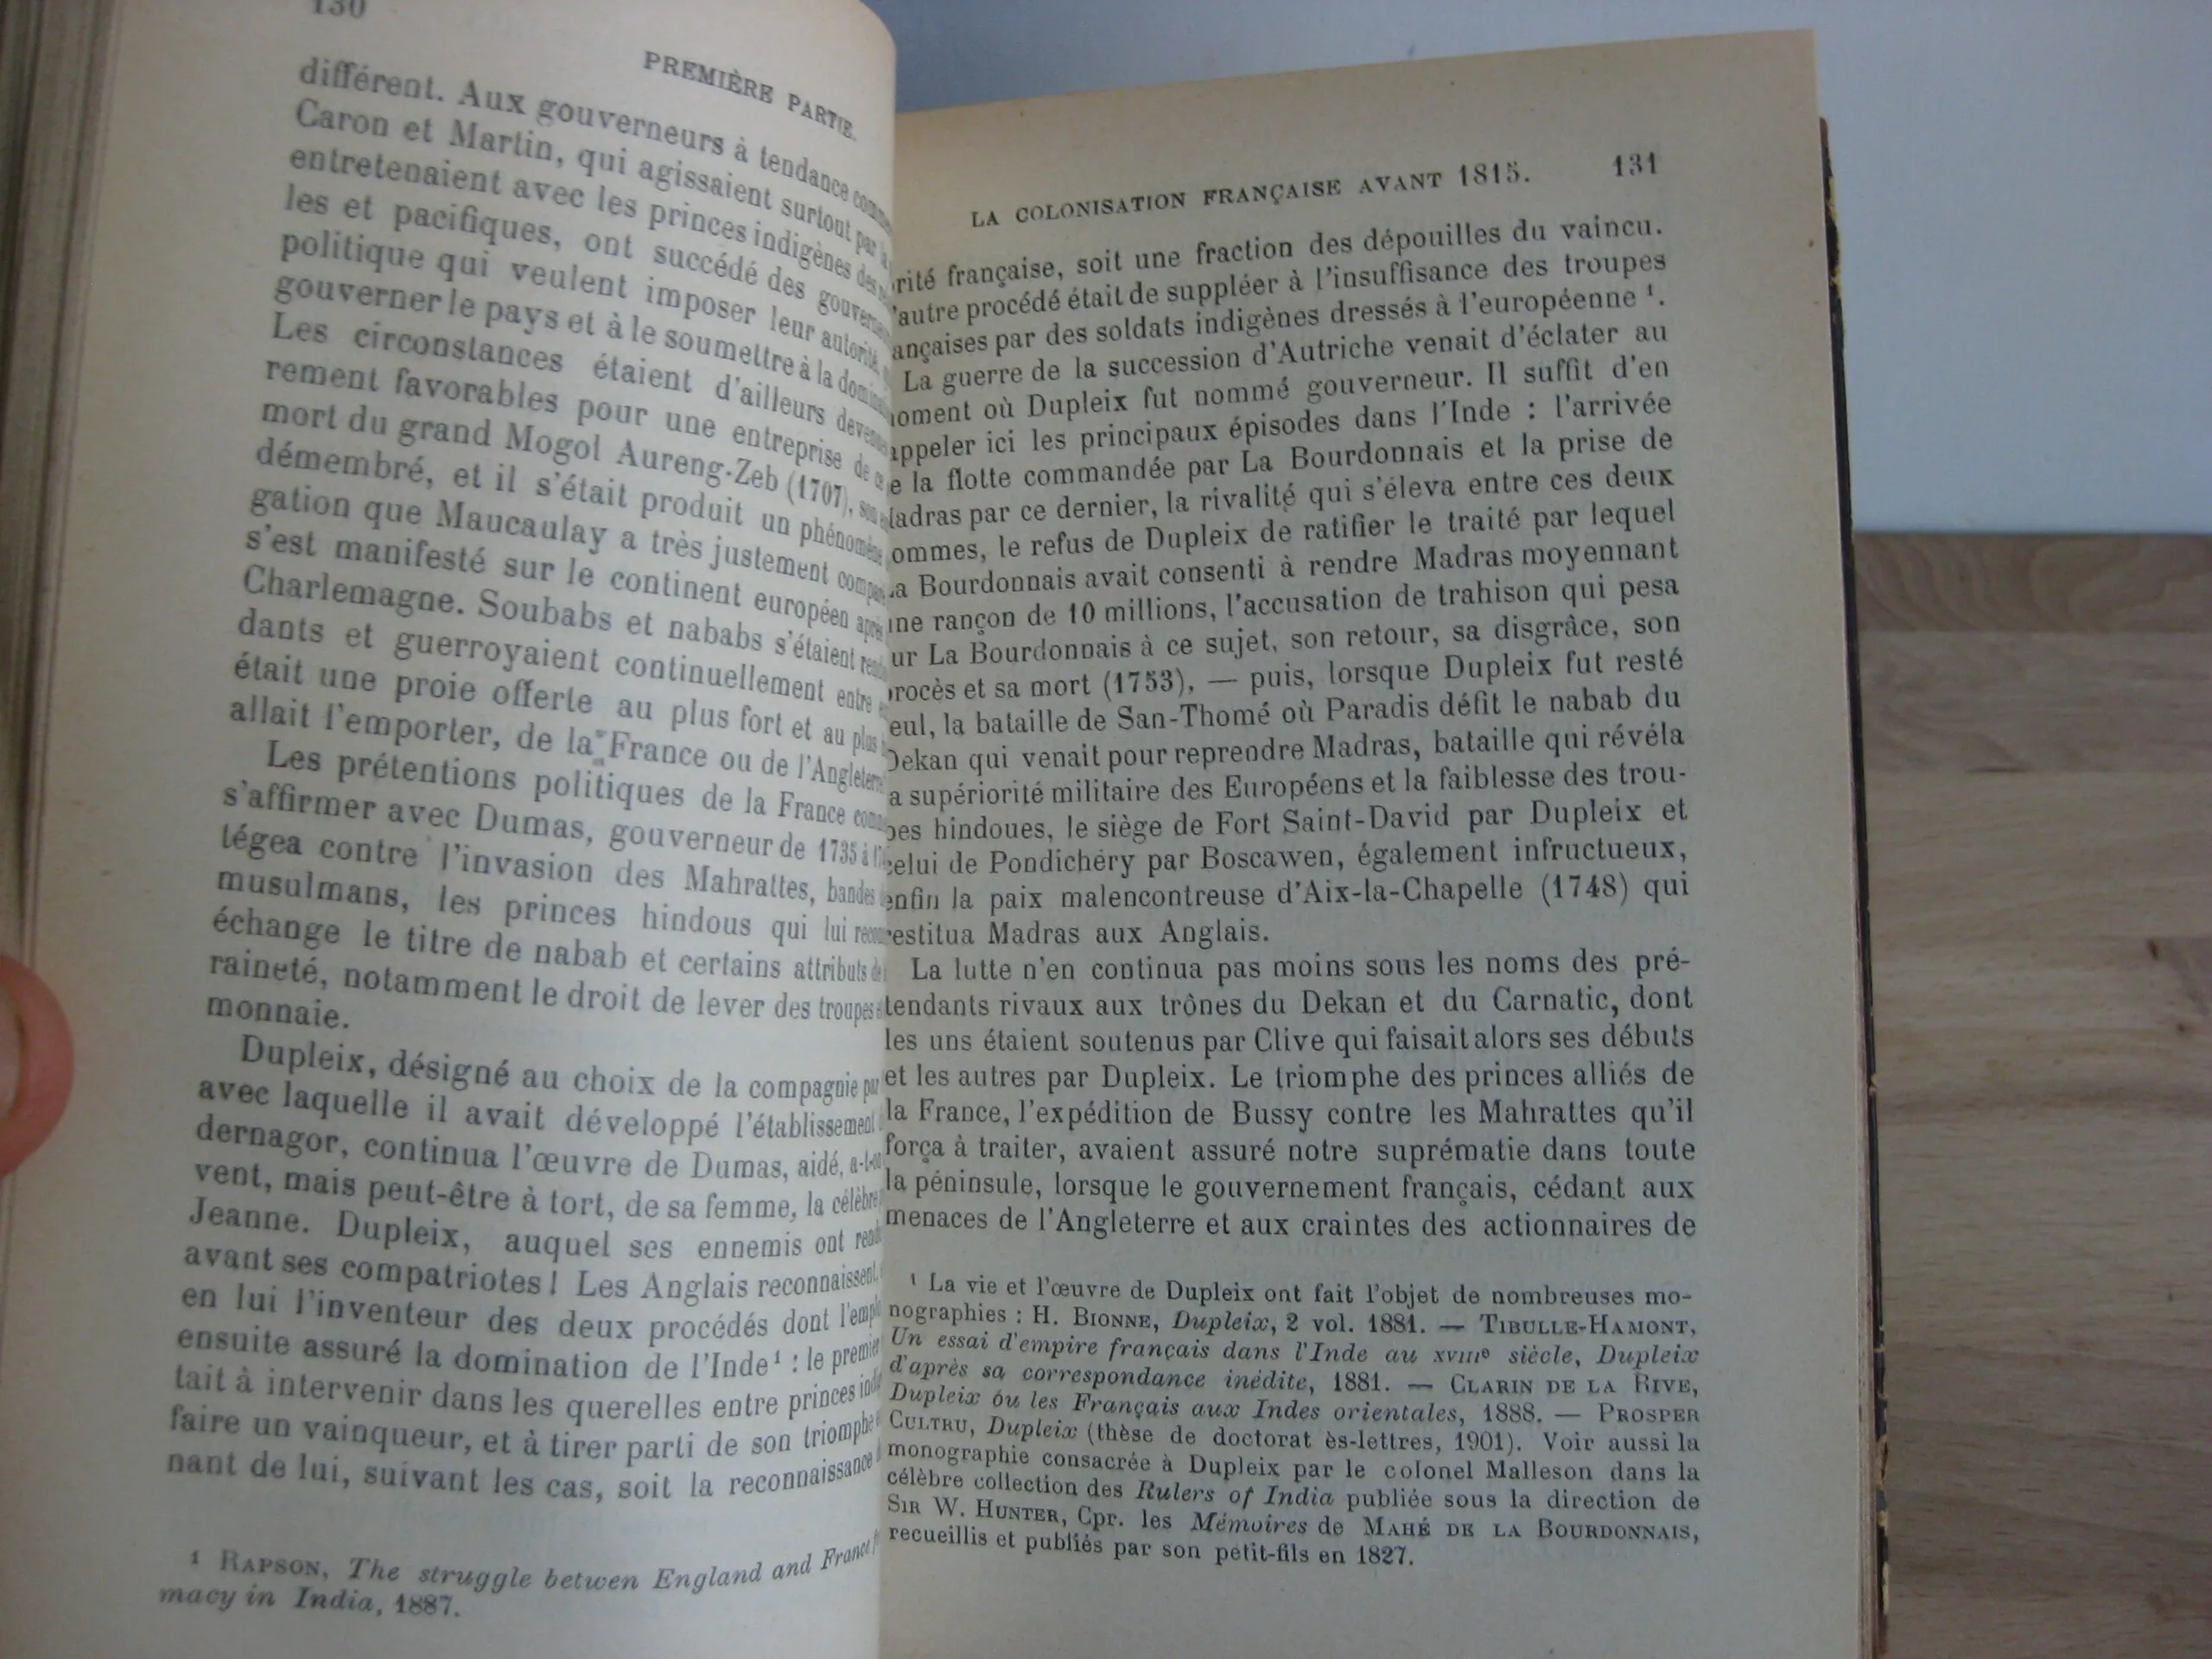 130
PREMIÈRE PARTIE.
différent. Aux gouverneurs à tendance
Caron et Martin, qui agissaient surtout par
entretenaient avec les princes indigènes des
les et pacifiques, ont succédé des
politique qui veulent imposer leur autorité,
gouverner le pays et à le soumettre à la
Les circonstances étaient d'ailleurs
rement favorables pour une entreprise de
mort du grand Mogol Aureng-Zeb (1707), son
démembré, et il s'était produit un phénomène
gation que Maucaulay a très justement
s'est manifesté sur le continent européen après
Charlemagne. Soubabs et nababs s'étaient
dants et guerroyaient continuellement entre
était une proie offerte au plus fort et au plus
allait l'emporter, de la France ou de l'Angleterre
Les prétentions politiques de la France
s'affirmer avec Dumas, gouverneur de 1735 à
tégea contre l'invasion des Mahrattes, bandes
musulmans, les princes hindous qui lui
échange le titre de nabab et certains attributs
raineté, notamment le droit de lever des troupes
monnaie.
Dupleix, désigné au choix de la compagnie
avec laquelle il avait développé l'établissement
dernagor, continua l'œuvre de Dumas, aidé,
vent, mais peut-être à tort, de sa femme, la célèbre
Jeanne. Dupleix, auquel ses ennemis ont
avant ses compatriotes! Les Anglais reconnaissent,
en lui l'inventeur des deux procédés dont
ensuite assuré la domination de l'Inde¹ : le premier
tait à intervenir dans les querelles entre princes
faire un vainqueur, et à tirer parti de son triomphe
nant de lui, suivant les cas, soit la reconnaissance
¹ RAPSON, The struggle betwen England and France
macy in India, 1887.
LA COLONISATION FRANÇAISE AVANT 1815. 131
rité française, soit une fraction des dépouilles du vaincu.
'autre procédé était de suppléer à l'insuffisance des troupes
ançaises par des soldats indigènes dressés à l'européenne ¹.
La guerre de la succession d'Autriche venait d'éclater au
oment où Dupleix fut nommé gouverneur. Il suffit d'en
appeler ici les principaux épisodes dans l'Inde : l'arrivée
e la flotte commandée par La Bourdonnais et la prise de
adras par ce dernier, la rivalité qui s'éleva entre ces deux
ommes, le refus de Dupleix de ratifier le traité par lequel
a Bourdonnais avait consenti à rendre Madras moyennant
ne rançon de 10 millions, l'accusation de trahison qui pesa
ur La Bourdonnais à ce sujet, son retour, sa disgrâce, son
rocès et sa mort (1753), — puis, lorsque Dupleix fut resté
eul, la bataille de San-Thomé où Paradis défit le nabab du
Dekan qui venait pour reprendre Madras, bataille qui révéla
a supériorité militaire des Européens et la faiblesse des trou-
pes hindoues, le siège de Fort Saint-David par Dupleix et
celui de Pondichéry par Boscawen, également infructueux,
enfin la paix malencontreuse d'Aix-la-Chapelle (1748) qui
restitua Madras aux Anglais.
La lutte n'en continua pas moins sous les noms des pré-
tendants rivaux aux trônes du Dekan et du Carnatic, dont
les uns étaient soutenus par Clive qui faisait alors ses débuts
et les autres par Dupleix. Le triomphe des princes alliés de
la France, l'expédition de Bussy contre les Mahrattes qu'il
força à traiter, avaient assuré notre suprématie dans toute
la péninsule, lorsque le gouvernement français, cédant aux
menaces de l'Angleterre et aux craintes des actionnaires de
¹ La vie et l'œuvre de Dupleix ont fait l'objet de nombreuses mo-
nographies : H. BIONNE, Dupleix, 2 vol. 1881. — TIBULLE-HAMONT,
Un essai d'empire français dans l'Inde au XVIIIe siècle, Dupleix
d'après sa correspondance inédite, 1881. — CLARIN DE LA RIVE,
Dupleix ou les Français aux Indes orientales, 1888. — PROSPER
CULTRU, Dupleix (thèse de doctorat ès-lettres, 1901). Voir aussi la
monographie consacrée à Dupleix par le colonel Malleson dans la
célèbre collection des Rulers of India publiée sous la direction de
SIR W. HUNTER, Cpr. les Mémoires de MAHÉ DE LA BOURDONNAIS,
recueillis et publiés par son petit-fils en 1827.